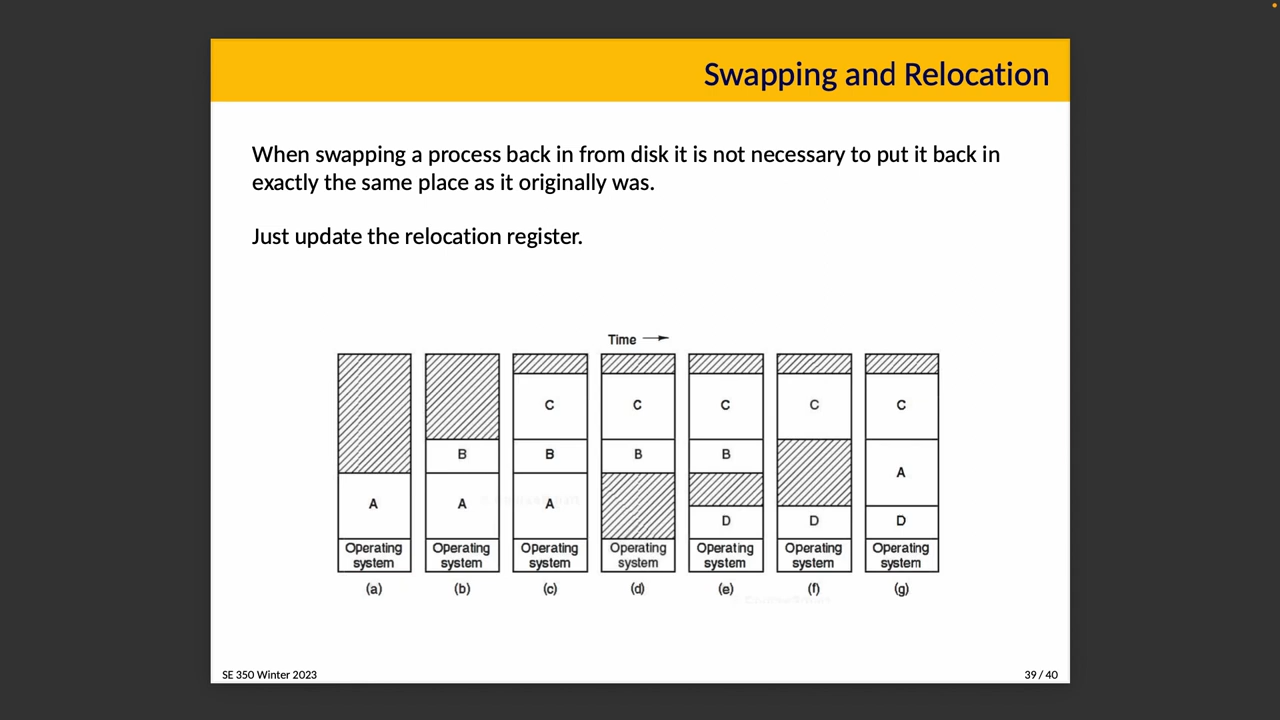 Swapping and Relocation
When swapping a process back in from disk it is not necessary to put it back in
exactly the same place as it originally was.
Just update the relocation register.
Time
C C C C C
B B B B A
A A A D D D
Operating system Operating system Operating system Operating system Operating system Operating system Operating system
(a) (b) (c) (d) (e) (f) (g)
SE 350 Winter 2023
39 / 40